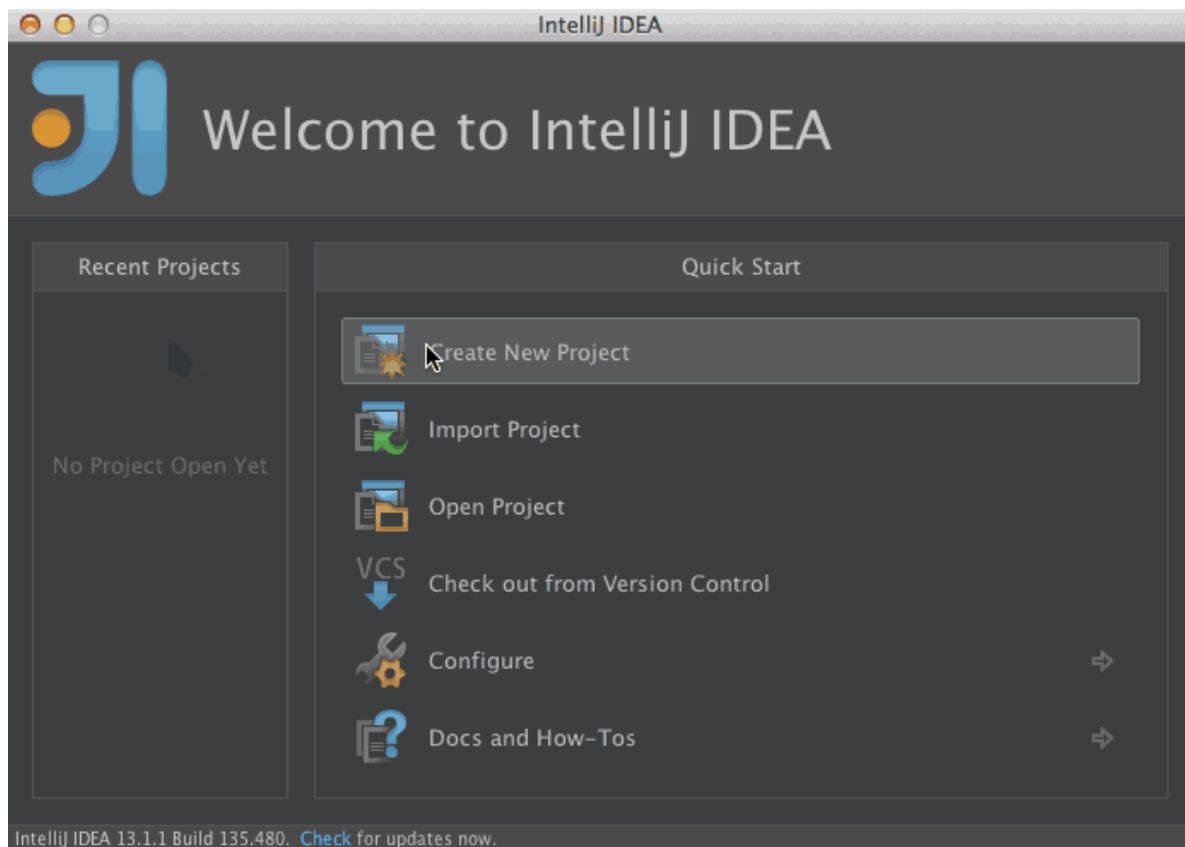 IntelliJ IDEA
Welcome to IntelliJ IDEA
Recent Projects
No Project Open Yet
Quick Start
Create New Project
Import Project
Open Project
VCS
Check out from Version Control
Configure
Docs and How-Tos
IntelliJ IDEA 13.1.1 Build 135.480. Check for updates now.